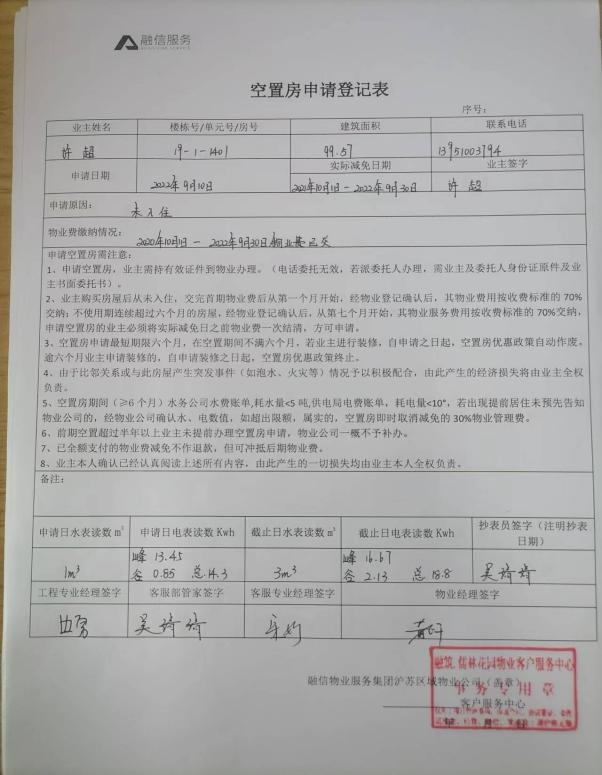 融信服务
空置房申请登记表
序号：
业主姓名 楼栋号/单元号/房号 建筑面积 联系电话
许超 19-1-1401 99.57 13951003794
申请日期 2022年9月10日 实际减免日期 业主签字
2021年10月1日-2022年9月30日 许超
申请原因： 未入住
物业费缴纳情况： 2020年10月1日-2022年9月30日物业费已交
申请空置房需注意：
1、申请空置房，业主需持有效证件到物业办理。（电话委托无效，若派委托人办理，需业主及委托人身份证原件及业
主书面委托书）。
2、业主购买房屋后从未入住，交完首期物业费后从第一个月开始，经物业登记确认后，其物业费用按收费标准的 70%
交纳；不使用期连续超过六个月的房屋，经物业登记确认后，从第七个月开始，其物业服务费用按收费标准的 70%交纳，
申请空置房的业主必须将实际减免日之前物业费一次结清，方可申请。
3、空置房申请最短期限六个月，在空置期间不满六个月，若业主进行装修，自申请之日起，空置房优惠政策自动作废。
逾六个月业主申请装修的，自申请装修之日起，空置房优惠政策终止。
4、由于比邻关系或与此房屋产生突发事件（如泡水、火灾等）情况予以积极配合，由此产生的经济损失将由业主全权
负责。
5、空置房期间（≥6 个月）水务公司水费账单,耗水量<5 吨,供电局电费账单，耗电量<10°，若出现提前居住未预先告知
物业公司的，经物业公司确认水、电数值，如超出限额，属实的，空置房即时取消减免的 30%物业管理费。
6、前期空置超过半年以上业主未提前办理空置房申请，物业公司一概不予补办。
7、已全额支付的物业费减免不作退款，但可冲抵后期物业费。
8、业主本人确认已经认真阅读上述所有内容，由此产生的一切损失均由业主本人全权负责。
备注：
申请日水表读数 m³ 申请日电表读数 Kwh 截止日水表读数 m³ 截止日电表读数 Kwh 抄表员签字（注明抄表
日期）
1m³ 峰 13.45 谷 0.85 总14.3 3m³ 峰 16.67 谷 2.13 总 18.8 吴琦琦
工程专业经理签字 客服部管家签字 客服专业经理签字 物业经理签字
吴琦琦
融信物业服务集团沪苏区域物业公司（盖章）
客户服务中心
融筑.儒林花园物业客户服务中心
事务专用章